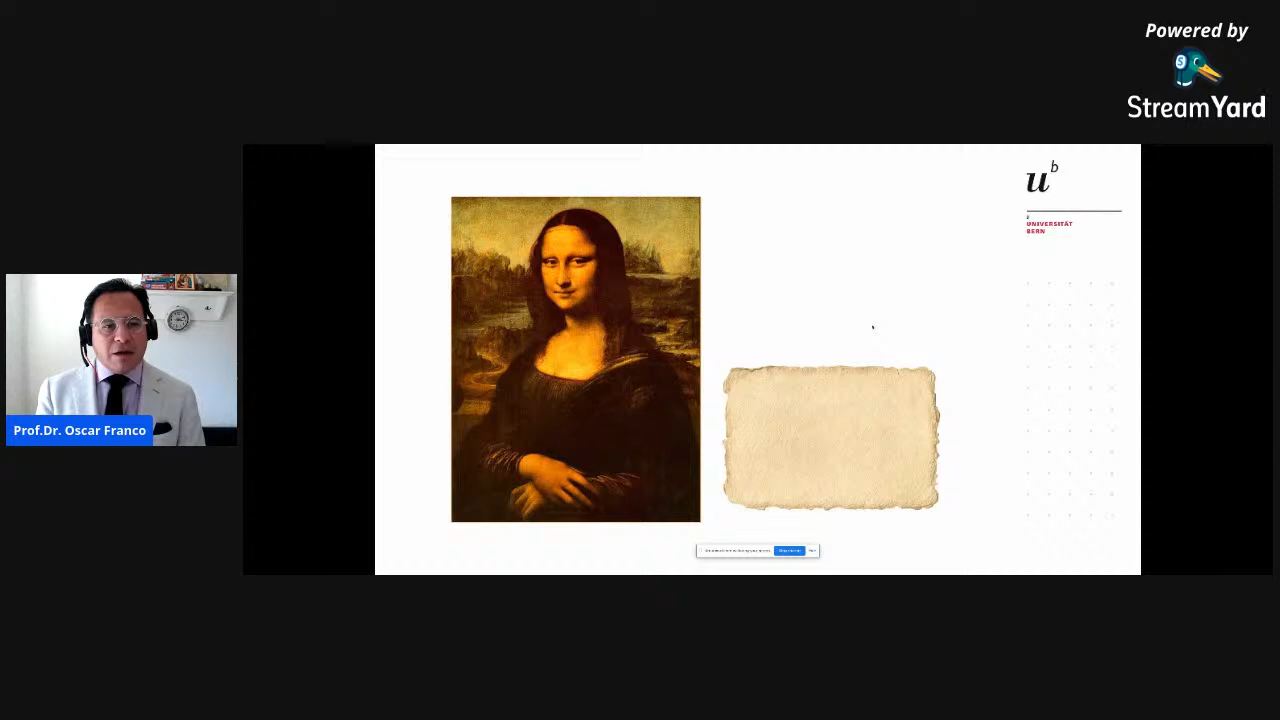 Powered by
StreamYard
u b
UNIVERSITÄT
BERN
Prof.Dr. Oscar Franco